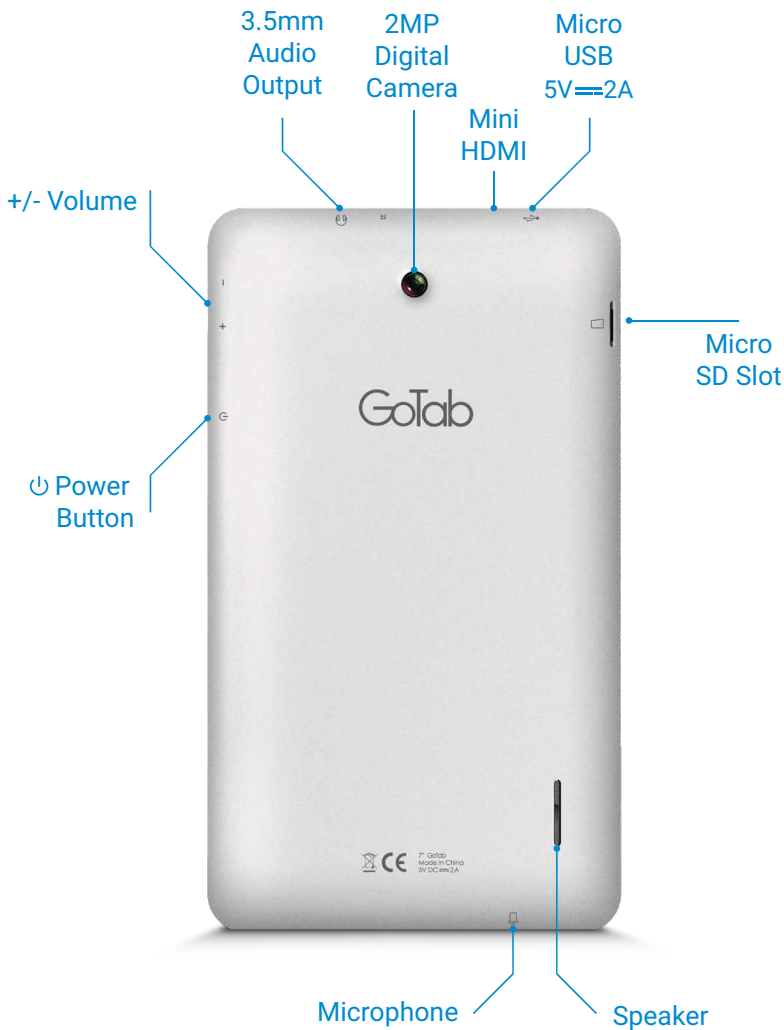 3.5mm
Audio
Output
2MP
Digital
Camera
Micro
USB
5V⎓2A
Mini
HDMI
+/- Volume
−
+
Micro
SD Slot
GoTab
⏻ Power
Button
CE
7" GoTab
Made in China
5V DC⎓2A
Microphone
Speaker